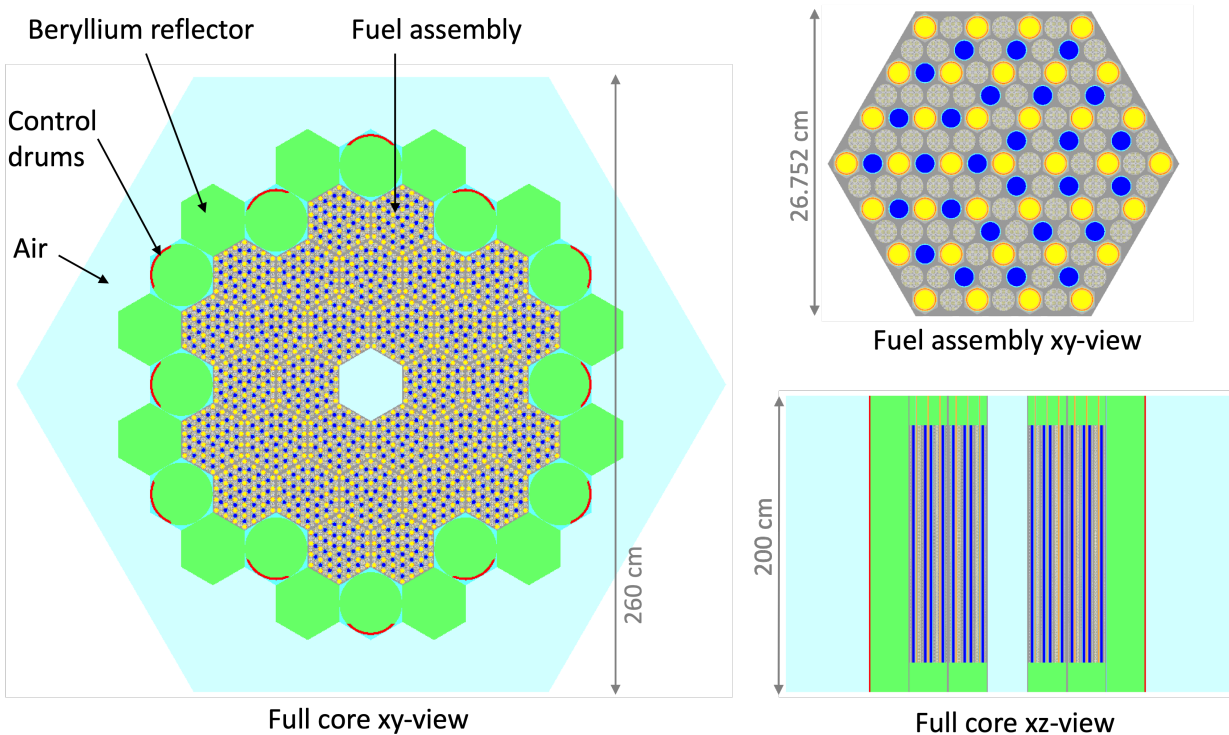 Beryllium reflector
Fuel assembly
Control
drums
Air
260 cm
Full core xy-view
26.752 cm
Fuel assembly xy-view
200 cm
Full core xz-view